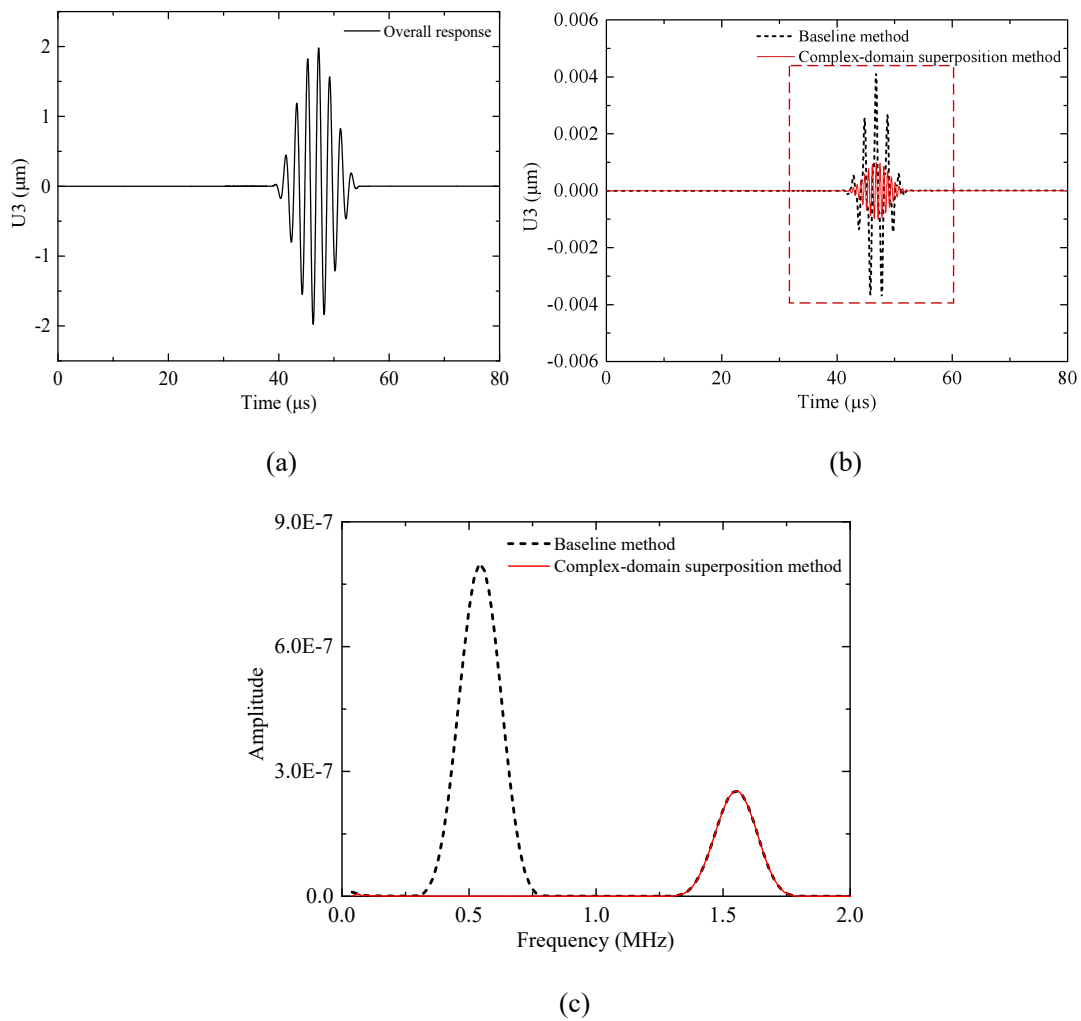 Overall response
2
1
0
-1
-2
U3 (μm)
0
20
40
60
80
Time (μs)
(a)
Baseline method
Complex-domain superposition method
0.006
0.004
0.002
0.000
-0.002
-0.004
-0.006
U3 (μm)
0
20
40
60
80
Time (μs)
(b)
Baseline method
Complex-domain superposition method
9.0E-7
6.0E-7
3.0E-7
0.0
Amplitude
0.0
0.5
1.0
1.5
2.0
Frequency (MHz)
(c)